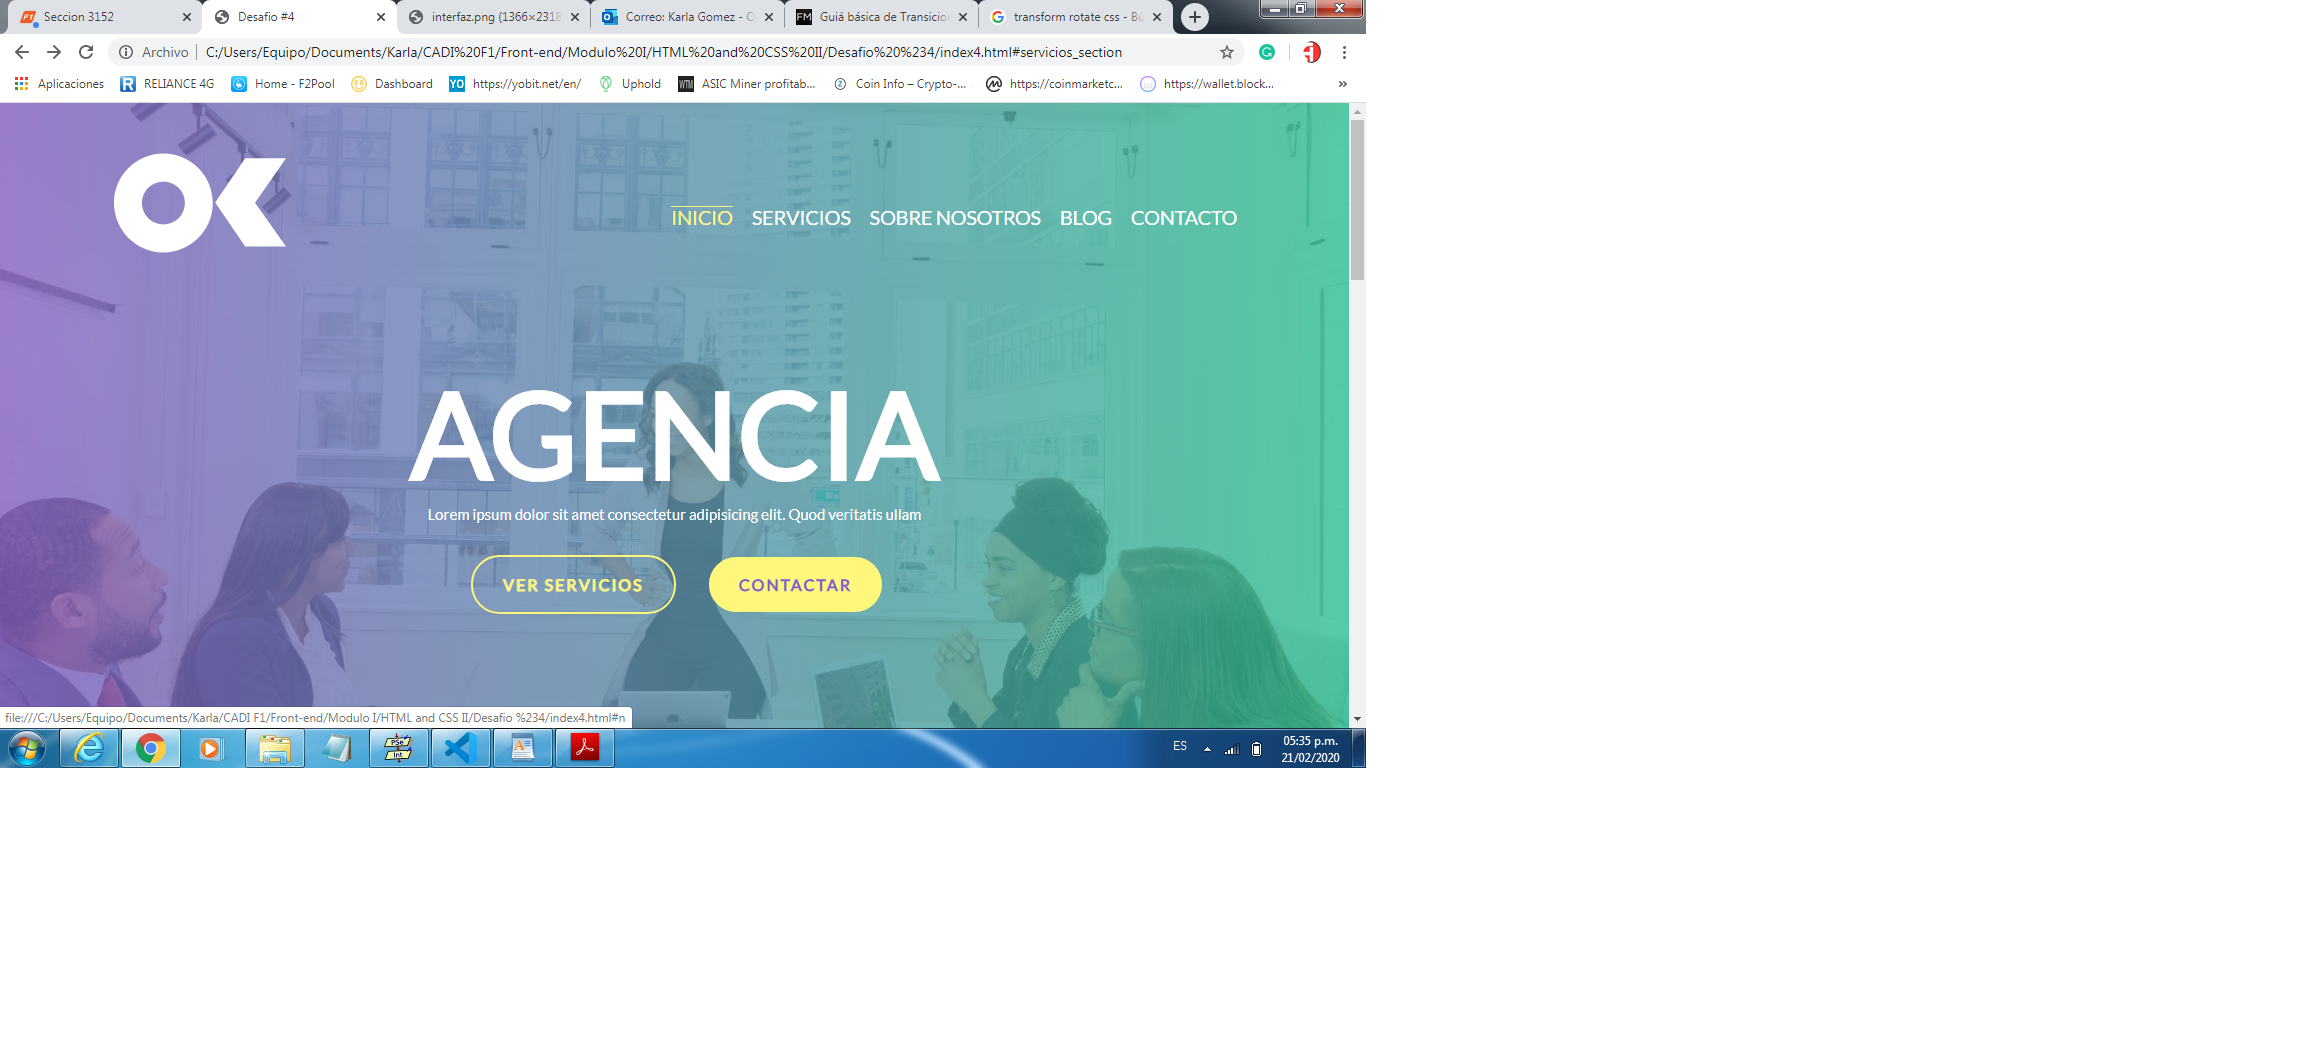 Seccion 3152
Desafio #4
interfaz.png (1366×2318
Correo: Karla Gomez - O
Guiá básica de Transicio
transform rotate css - Bú
Archivo
C:/Users/Equipo/Documents/Karla/CADI%20F1/Front-end/Modulo%20I/HTML%20and%20CSS%20II/Desafio%20%234/index4.html#servicios_section
Aplicaciones
RELIANCE 4G
Home - F2Pool
Dashboard
YO https://yobit.net/en/
Uphold
WTM ASIC Miner profitab...
Coin Info – Crypto-...
https://coinmarketc...
https://wallet.block...
»
OK
INICIO SERVICIOS SOBRE NOSOTROS BLOG CONTACTO
AGENCIA
Lorem ipsum dolor sit amet consectetur adipisicing elit. Quod veritatis ullam
VER SERVICIOS CONTACTAR
file:///C:/Users/Equipo/Documents/Karla/CADI F1/Front-end/Modulo I/HTML and CSS II/Desafio %234/index4.html#n
ES
05:35 p.m.
21/02/2020